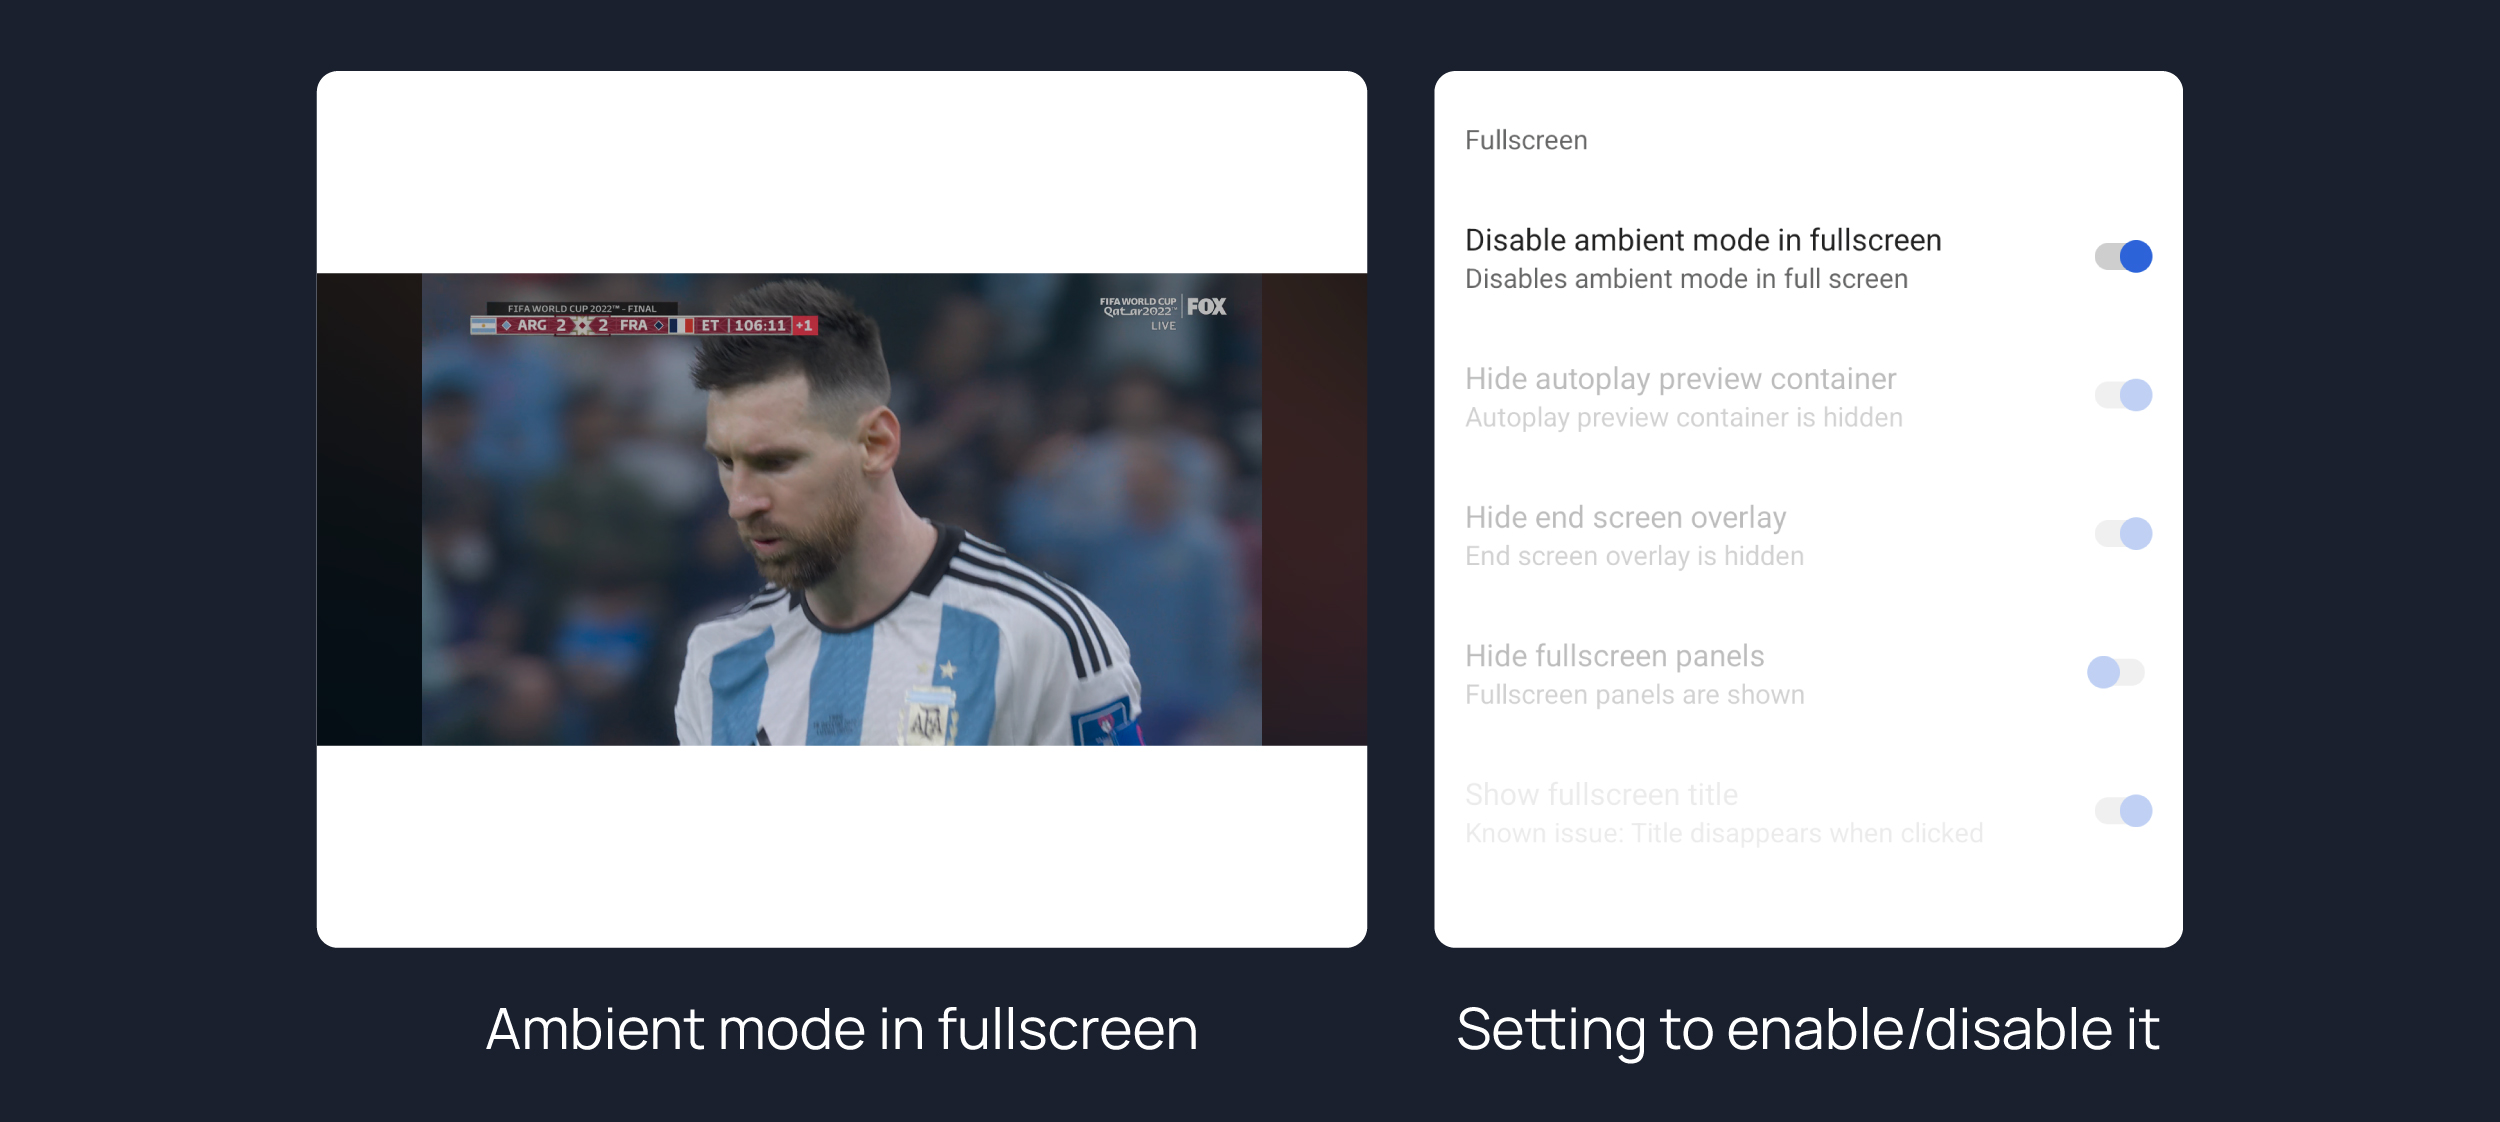 FIFA WORLD CUP 2022™ - FINAL
ARG 2 2 FRA ET 106:11 +1
FIFA WORLD CUP
Qatar2022™
FOX
LIVE
AFA
Ambient mode in fullscreen
Fullscreen
Disable ambient mode in fullscreen
Disables ambient mode in full screen
Hide autoplay preview container
Autoplay preview container is hidden
Hide end screen overlay
End screen overlay is hidden
Hide fullscreen panels
Fullscreen panels are shown
Show fullscreen title
Known issue: Title disappears when clicked
Setting to enable/disable it